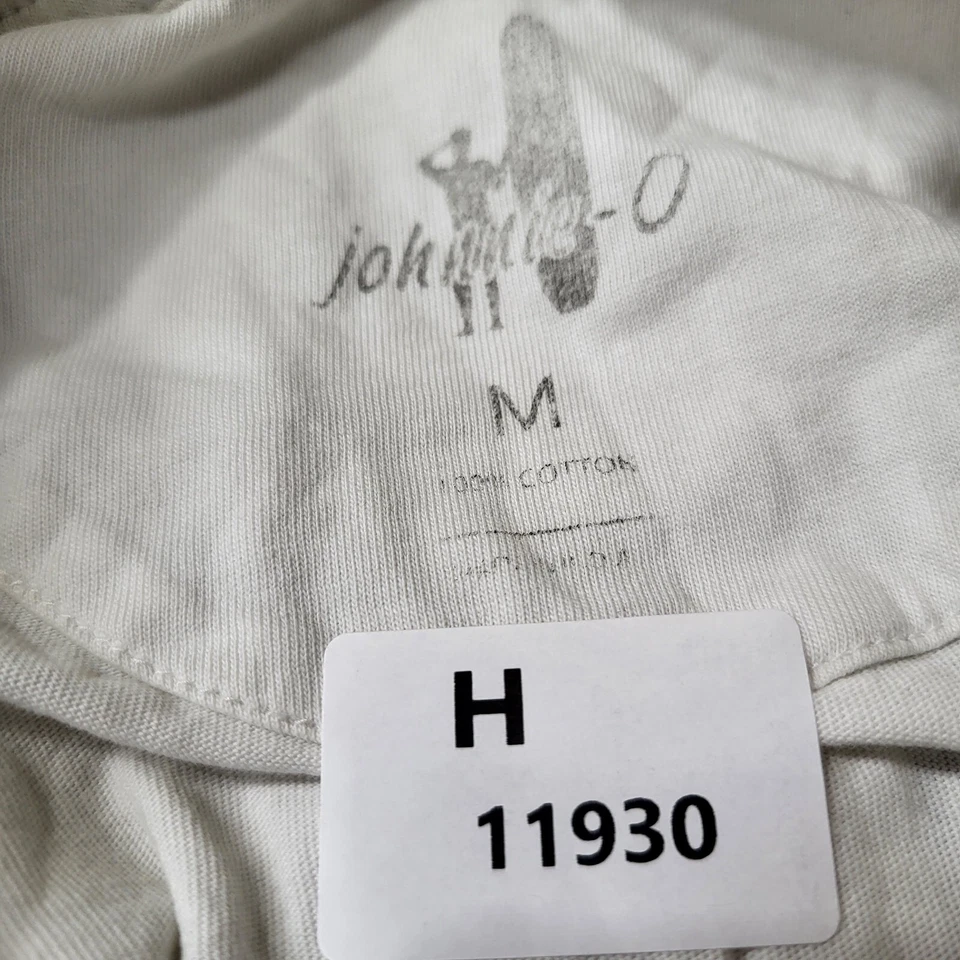 johnnie-O
M
100% COTTON
H
11930